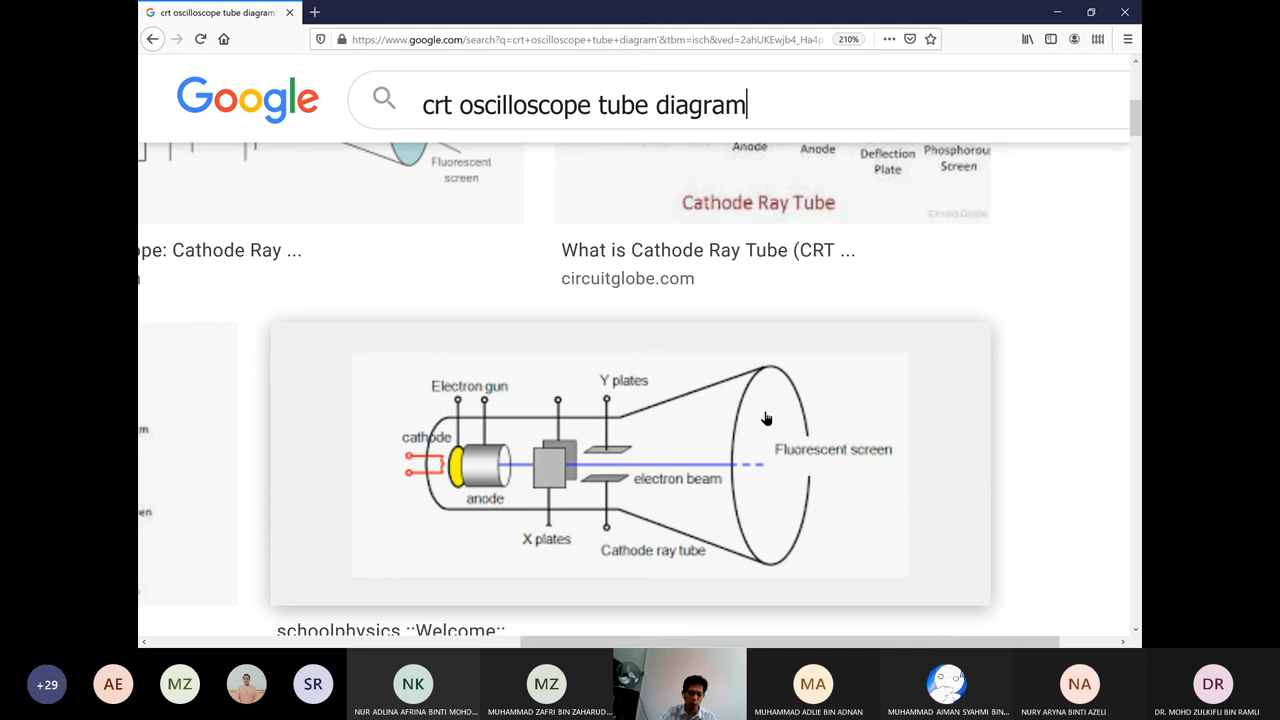 crt oscilloscope tube diagram
https://www.google.com/search?q=crt+oscilloscope+tube+diagram'&tbm=isch&ved=2ahUKEwjb4_Ha4p
210%
Google
crt oscilloscope tube diagram
Fluorescent
screen
Anode
Anode
Deflection
Plate
Phosphorous
Screen
Cathode Ray Tube
CircuitGlobe
ope: Cathode Ray ...
What is Cathode Ray Tube (CRT ...
circuitglobe.com
Electron gun
Y plates
cathode
Fluorescent screen
electron beam
anode
X plates
Cathode ray tube
schoolphysics ::Welcome::
+29
AE
MZ
SR
NK
MZ
MA
NA
DR
NUR ADLINA AFRINA BINTI MOHD...
MUHAMMAD ZAFRI BIN ZAHARUD...
MUHAMMAD ADLIE BIN ADNAN
MUHAMMAD AIMAN SYAHMI BIN...
NURY ARYNA BINTI AZELI
DR. MOHD ZULKIFLI BIN RAMLI